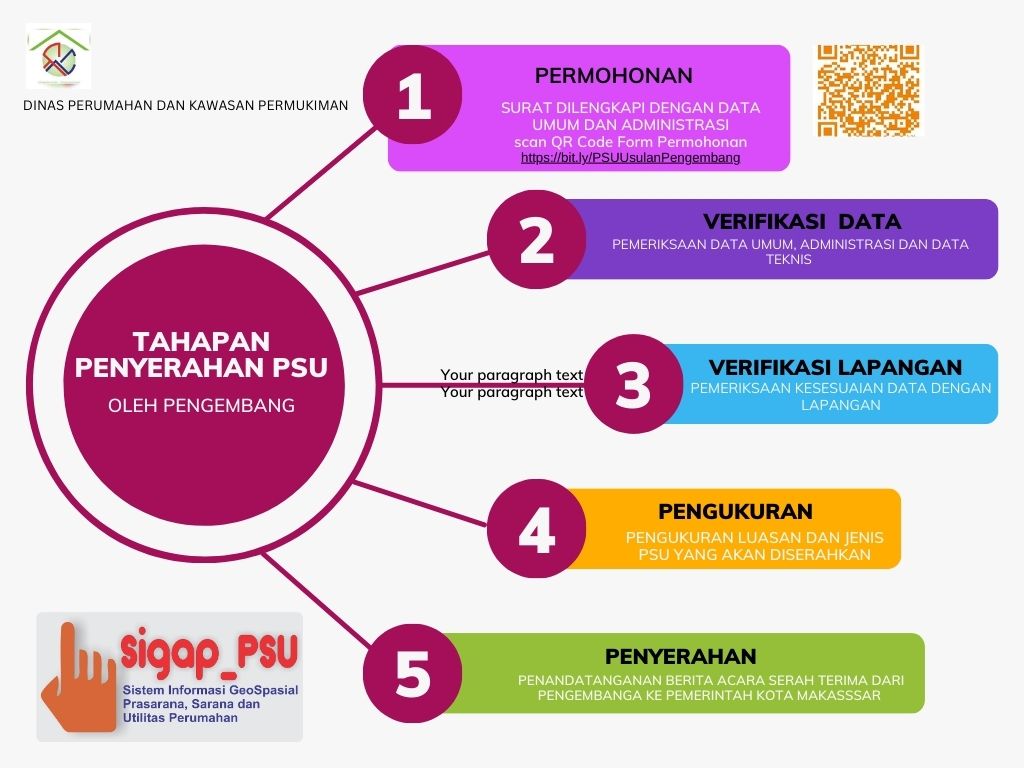 DINAS PERUMAHAN DAN KAWASAN PERMUKIMAN
1
PERMOHONAN
SURAT DILENGKAPI DENGAN DATA
UMUM DAN ADMINISTRASI
scan QR Code Form Permohonan
https://bit.ly/PSUUsulanPengembang
2
VERIFIKASI DATA
PEMERIKSAAN DATA UMUM, ADMINISTRASI DAN DATA
TEKNIS
TAHAPAN
PENYERAHAN PSU
OLEH PENGEMBANG
Your paragraph text
Your paragraph text
3
VERIFIKASI LAPANGAN
PEMERIKSAAN KESESUAIAN DATA DENGAN
LAPANGAN
4
PENGUKURAN
PENGUKURAN LUASAN DAN JENIS
PSU YANG AKAN DISERAHKAN
5
PENYERAHAN
PENANDATANGANAN BERITA ACARA SERAH TERIMA DARI
PENGEMBANGA KE PEMERINTAH KOTA MAKASSSAR
sigap_PSU
Sistem Informasi GeoSpasial
Prasarana, Sarana dan
Utilitas Perumahan